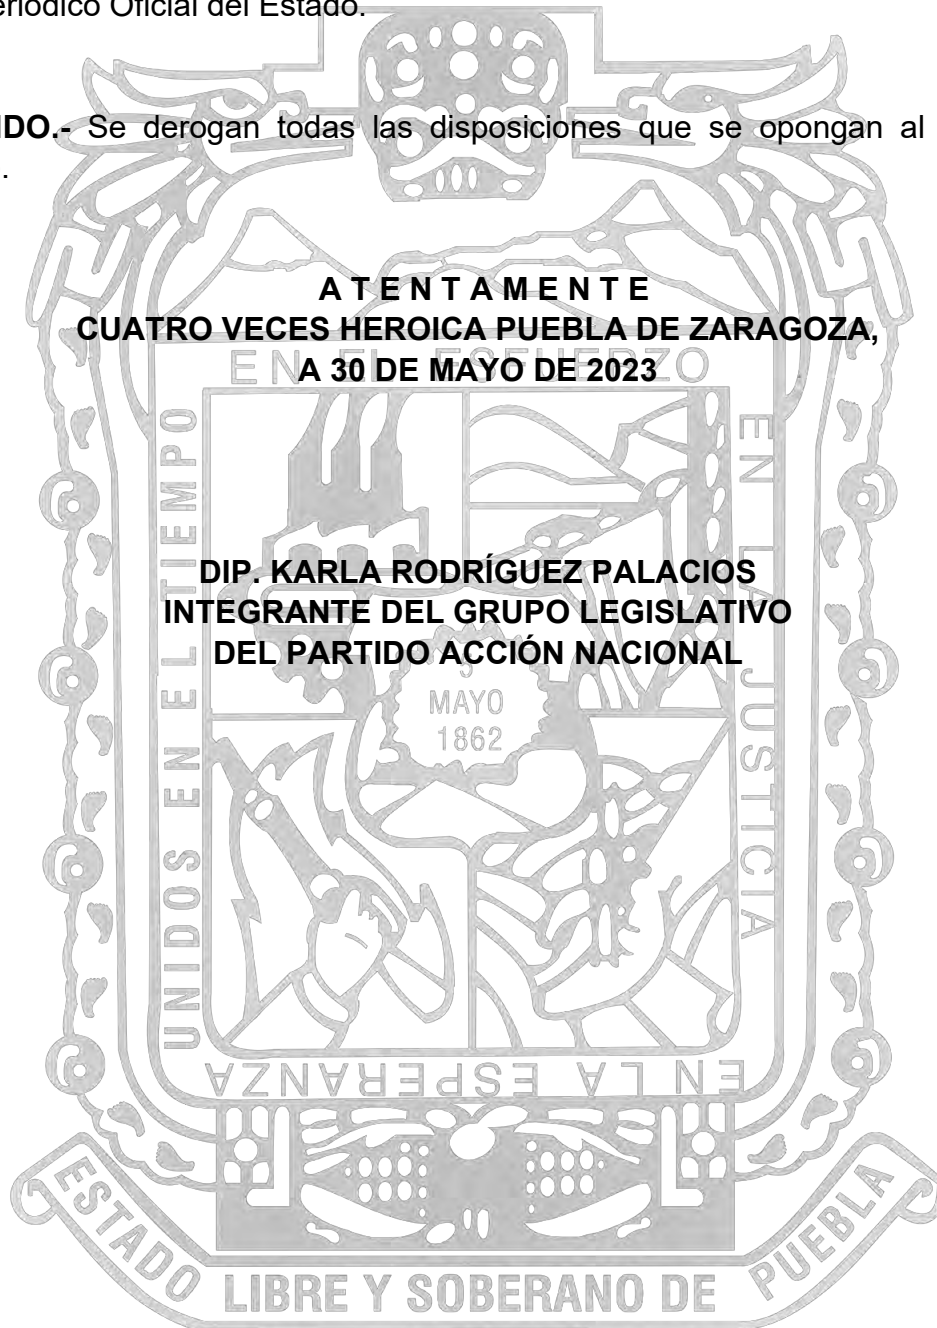 eriódico Oficial del Estado.
NDO.- Se derogan todas las disposiciones que se opongan al
.
A T E N T A M E N T E
CUATRO VECES HEROICA PUEBLA DE ZARAGOZA,
A 30 DE MAYO DE 2023
DIP. KARLA RODRÍGUEZ PALACIOS
INTEGRANTE DEL GRUPO LEGISLATIVO
DEL PARTIDO ACCIÓN NACIONAL
UNIDOS EN EL TIEMPO
EN EL ESFUERZO
EN LA JUSTICIA
EN LA ESPERANZA
5
MAYO
1862
ESTADO LIBRE Y SOBERANO DE PUEBLA